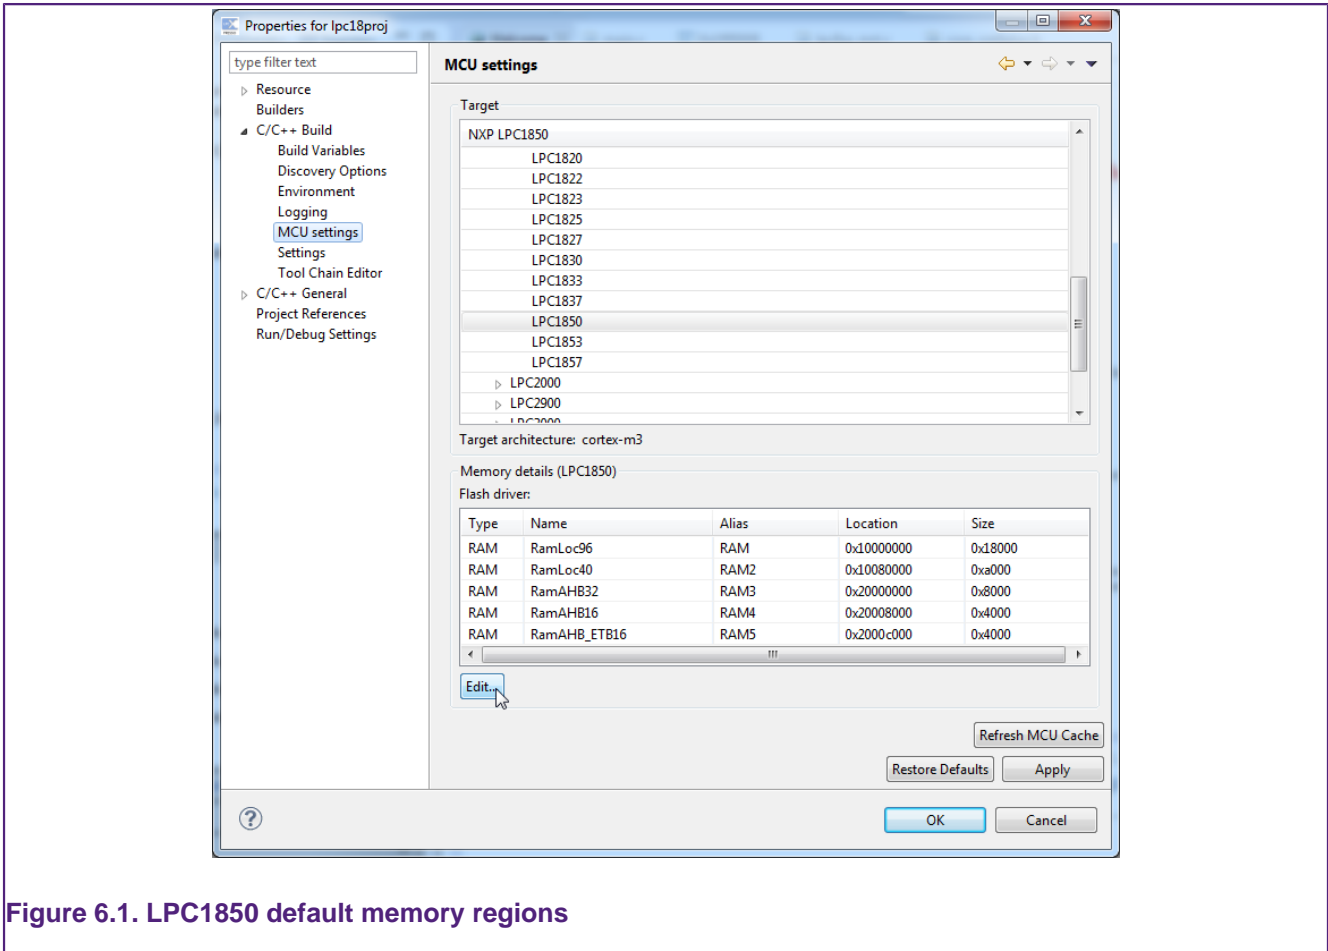 Properties for lpc18proj
type filter text
Resource
Builders
C/C++ Build
Build Variables
Discovery Options
Environment
Logging
MCU settings
Settings
Tool Chain Editor
C/C++ General
Project References
Run/Debug Settings
MCU settings
Target
NXP LPC1850
LPC1820
LPC1822
LPC1823
LPC1825
LPC1827
LPC1830
LPC1833
LPC1837
LPC1850
LPC1853
LPC1857
LPC2000
LPC2900
Target architecture: cortex-m3
Memory details (LPC1850)
Flash driver:
Type Name Alias Location Size
RAM RamLoc96 RAM 0x10000000 0x18000
RAM RamLoc40 RAM2 0x10080000 0xa000
RAM RamAHB32 RAM3 0x20000000 0x8000
RAM RamAHB16 RAM4 0x20008000 0x4000
RAM RamAHB_ETB16 RAM5 0x2000c000 0x4000
Edit...
Refresh MCU Cache
Restore Defaults Apply
OK Cancel
Figure 6.1. LPC1850 default memory regions